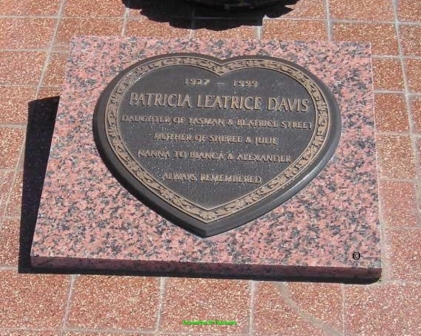 1927 - 1999
PATRICIA LEATRICE DAVIS
DAUGHTER OF TASMAN & BEATRICE STREET
MOTHER OF SHEREE & JULIE
NANNA TO BIANCA & ALEXANDER
ALWAYS REMEMBERED